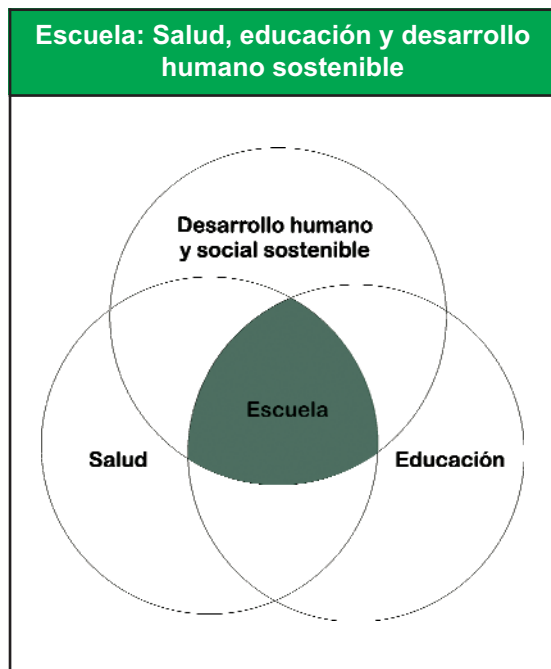 Escuela: Salud, educación y desarrollo
humano sostenible
Desarrollo humano
y social sostenible
Escuela
Salud
Educación